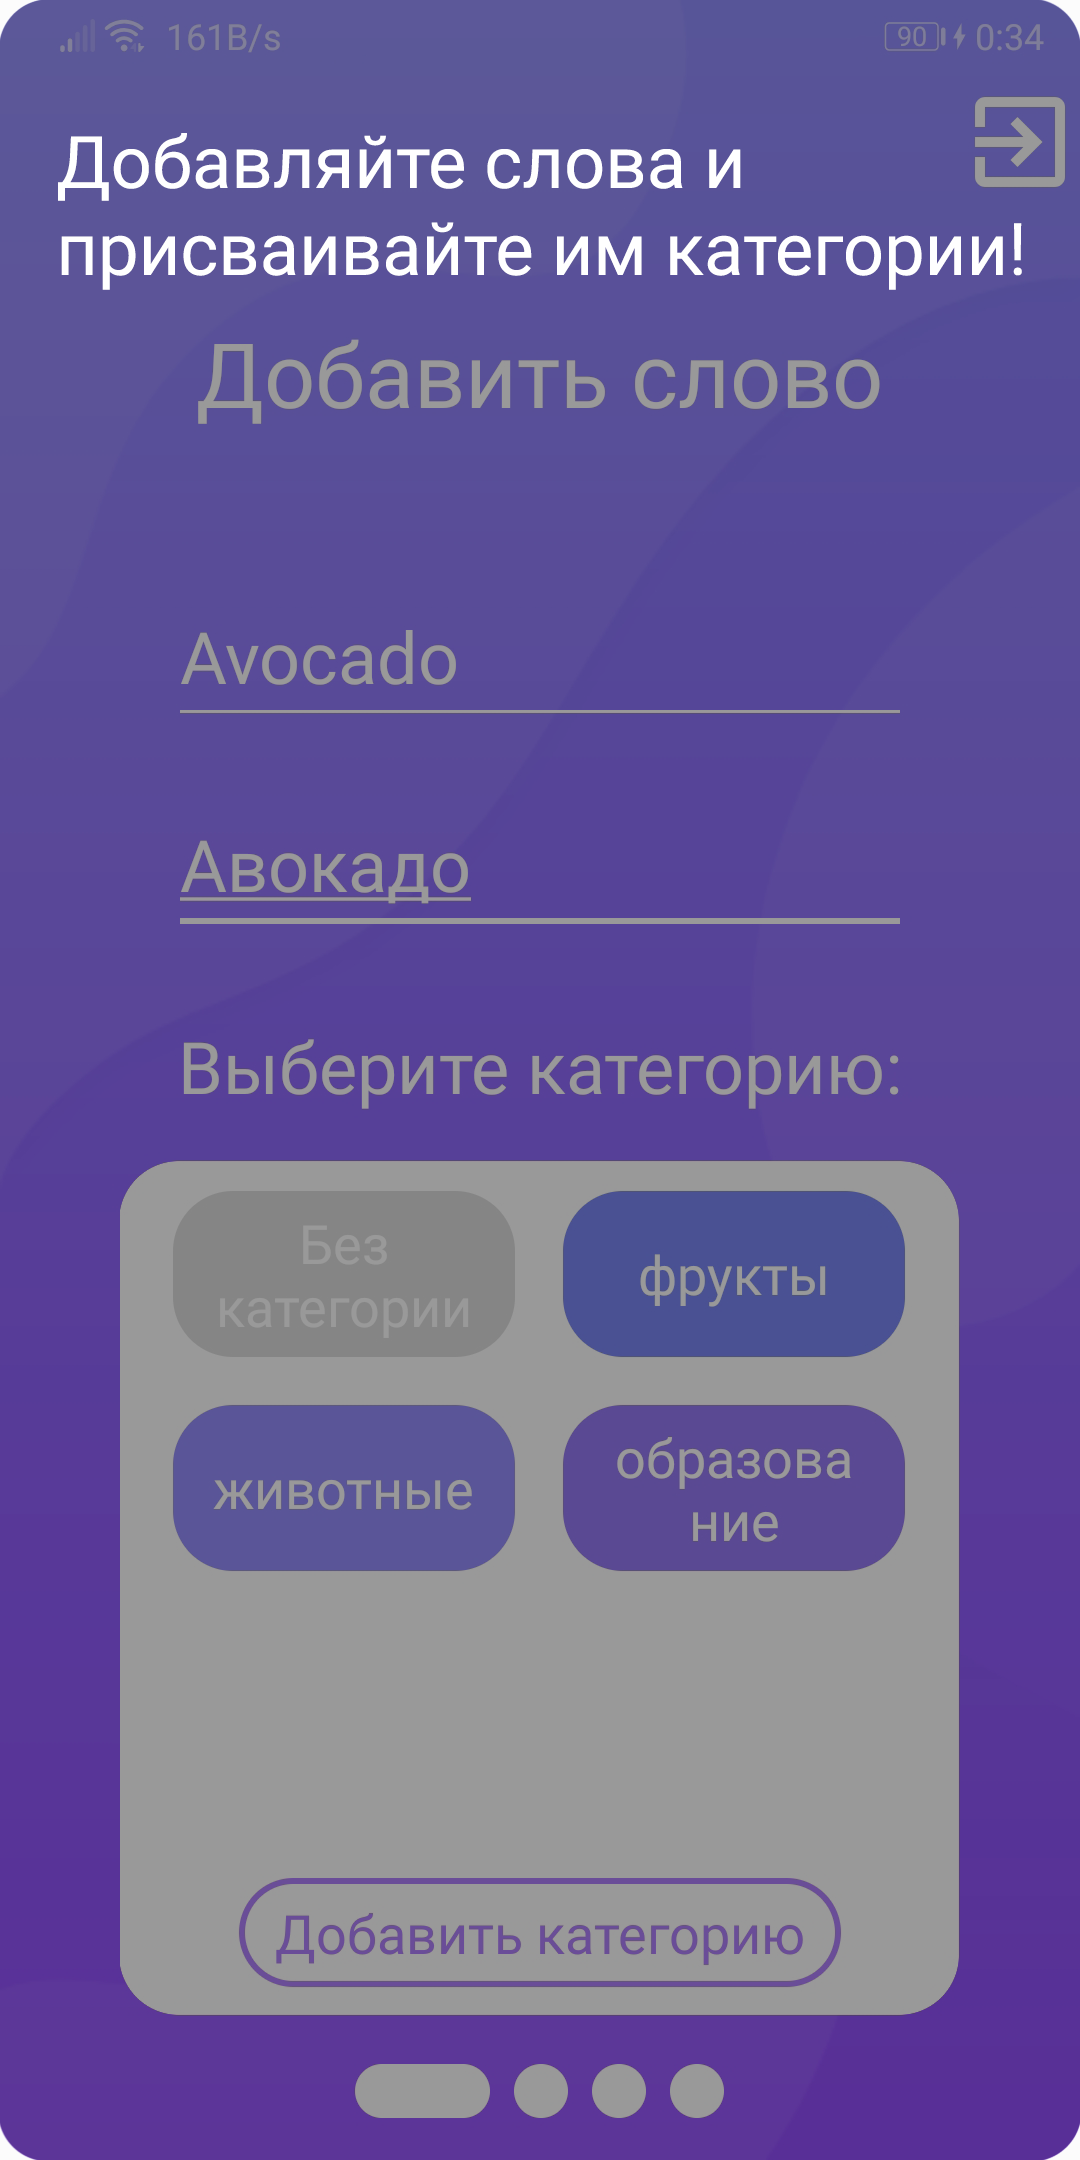 161B/s 90 0:34
Добавляйте слова и
присваивайте им категории!
Добавить слово
Avocado
Авокадо
Выберите категорию:
Без
категории
фрукты
животные
образова
ние
Добавить категорию